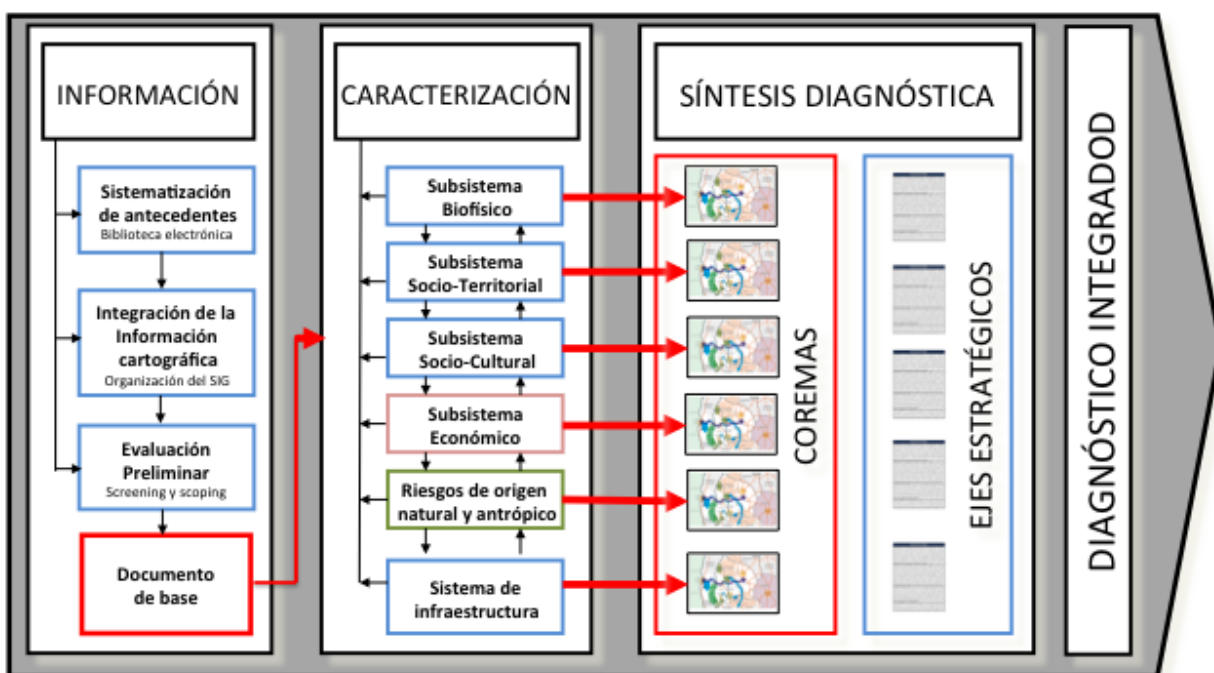 INFORMACIÓN
Sistematización
de antecedentes
Biblioteca electrónica
Integración de la
Información
cartográfica
Organización del SIG
Evaluación
Preliminar
Screening y scoping
Documento
de base
CARACTERIZACIÓN
Subsistema
Biofísico
Subsistema
Socio-Territorial
Subsistema
Socio-Cultural
Subsistema
Económico
Riesgos de origen
natural y antrópico
Sistema de
infraestructura
SÍNTESIS DIAGNÓSTICA
COREMAS
EJES ESTRATÉGICOS
DIAGNÓSTICO INTEGRADOD